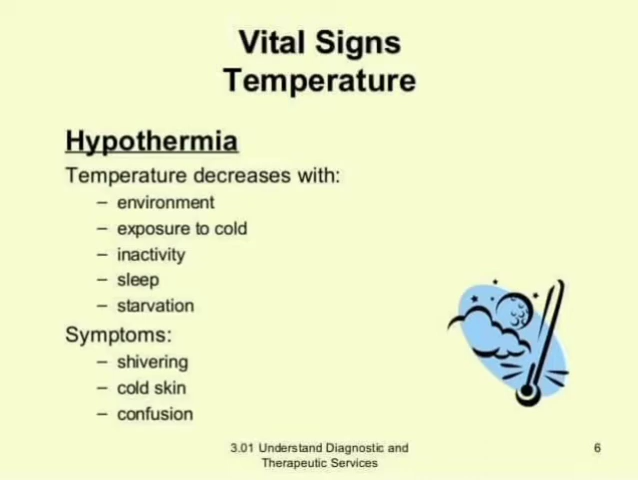 Vital Signs
Temperature
Hypothermia
Temperature decreases with:
– environment
– exposure to cold
– inactivity
– sleep
– starvation
Symptoms:
– shivering
– cold skin
– confusion
3.01 Understand Diagnostic and
Therapeutic Services
6